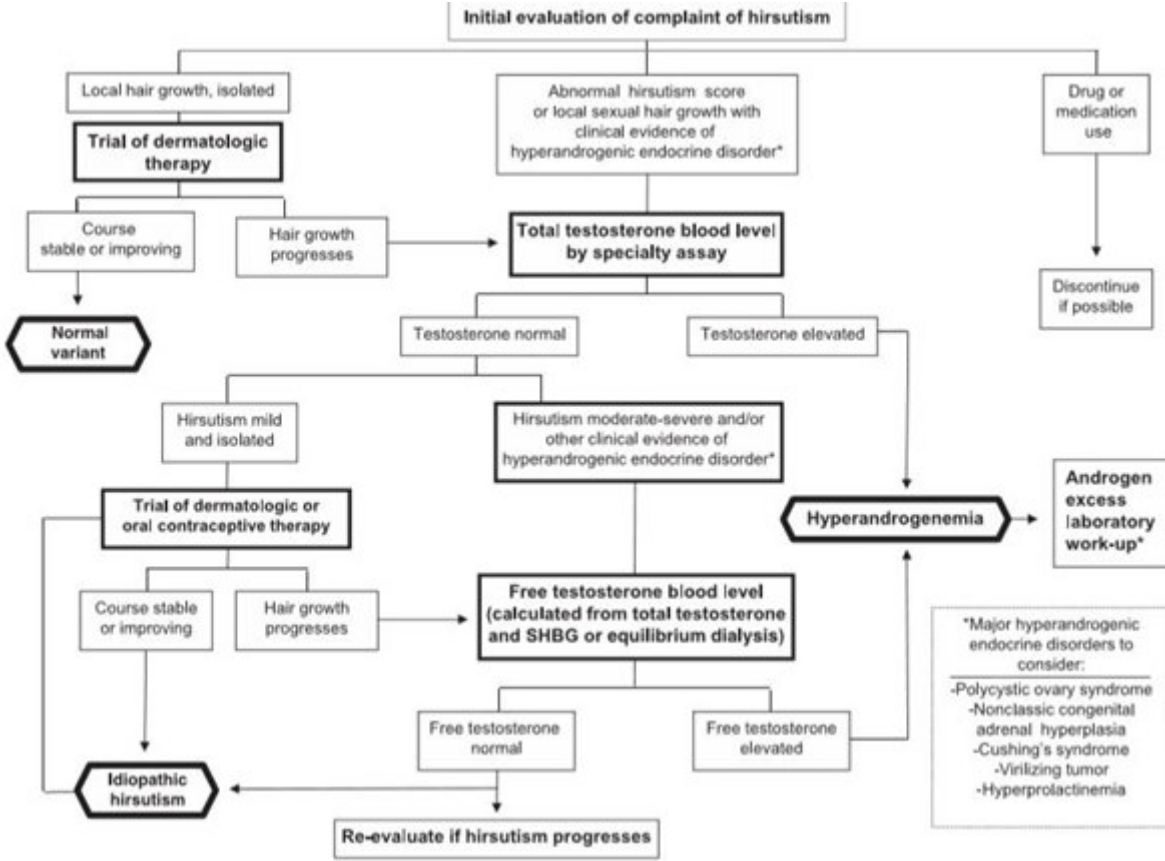 Initial evaluation of complaint of hirsutism
Local hair growth, isolated
Abnormal hirsutism score
or local sexual hair growth with
clinical evidence of
hyperandrogenic endocrine disorder*
Drug or
medication
use
Trial of dermatologic
therapy
Course
stable or improving
Hair growth
progresses
Total testosterone blood level
by specialty assay
Discontinue
if possible
Normal
variant
Testosterone normal
Testosterone elevated
Hirsutism mild
and isolated
Hirsutism moderate-severe and/or
other clinical evidence of
hyperandrogenic endocrine disorder*
Trial of dermatologic or
oral contraceptive therapy
Hyperandrogenemia
Androgen
excess
laboratory
work-up*
Course stable
or improving
Hair growth
progresses
Free testosterone blood level
(calculated from total testosterone
and SHBG or equilibrium dialysis)
*Major hyperandrogenic
endocrine disorders to
consider:
-Polycystic ovary syndrome
-Nonclassic congenital
adrenal hyperplasia
-Cushing's syndrome
-Virilizing tumor
-Hyperprolactinemia
Free testosterone
normal
Free testosterone
elevated
Idiopathic
hirsutism
Re-evaluate if hirsutism progresses